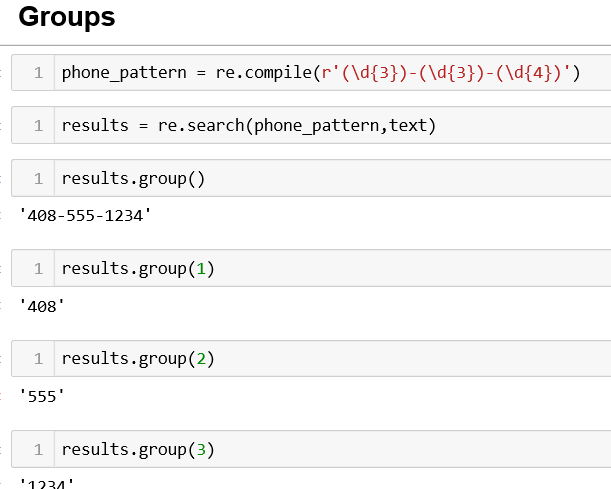 Groups
1 phone_pattern = re.compile(r'(\d{3})-(\d{3})-(\d{4})')
1 results = re.search(phone_pattern,text)
1 results.group()
'408-555-1234'
1 results.group(1)
'408'
1 results.group(2)
'555'
1 results.group(3)
'1234'